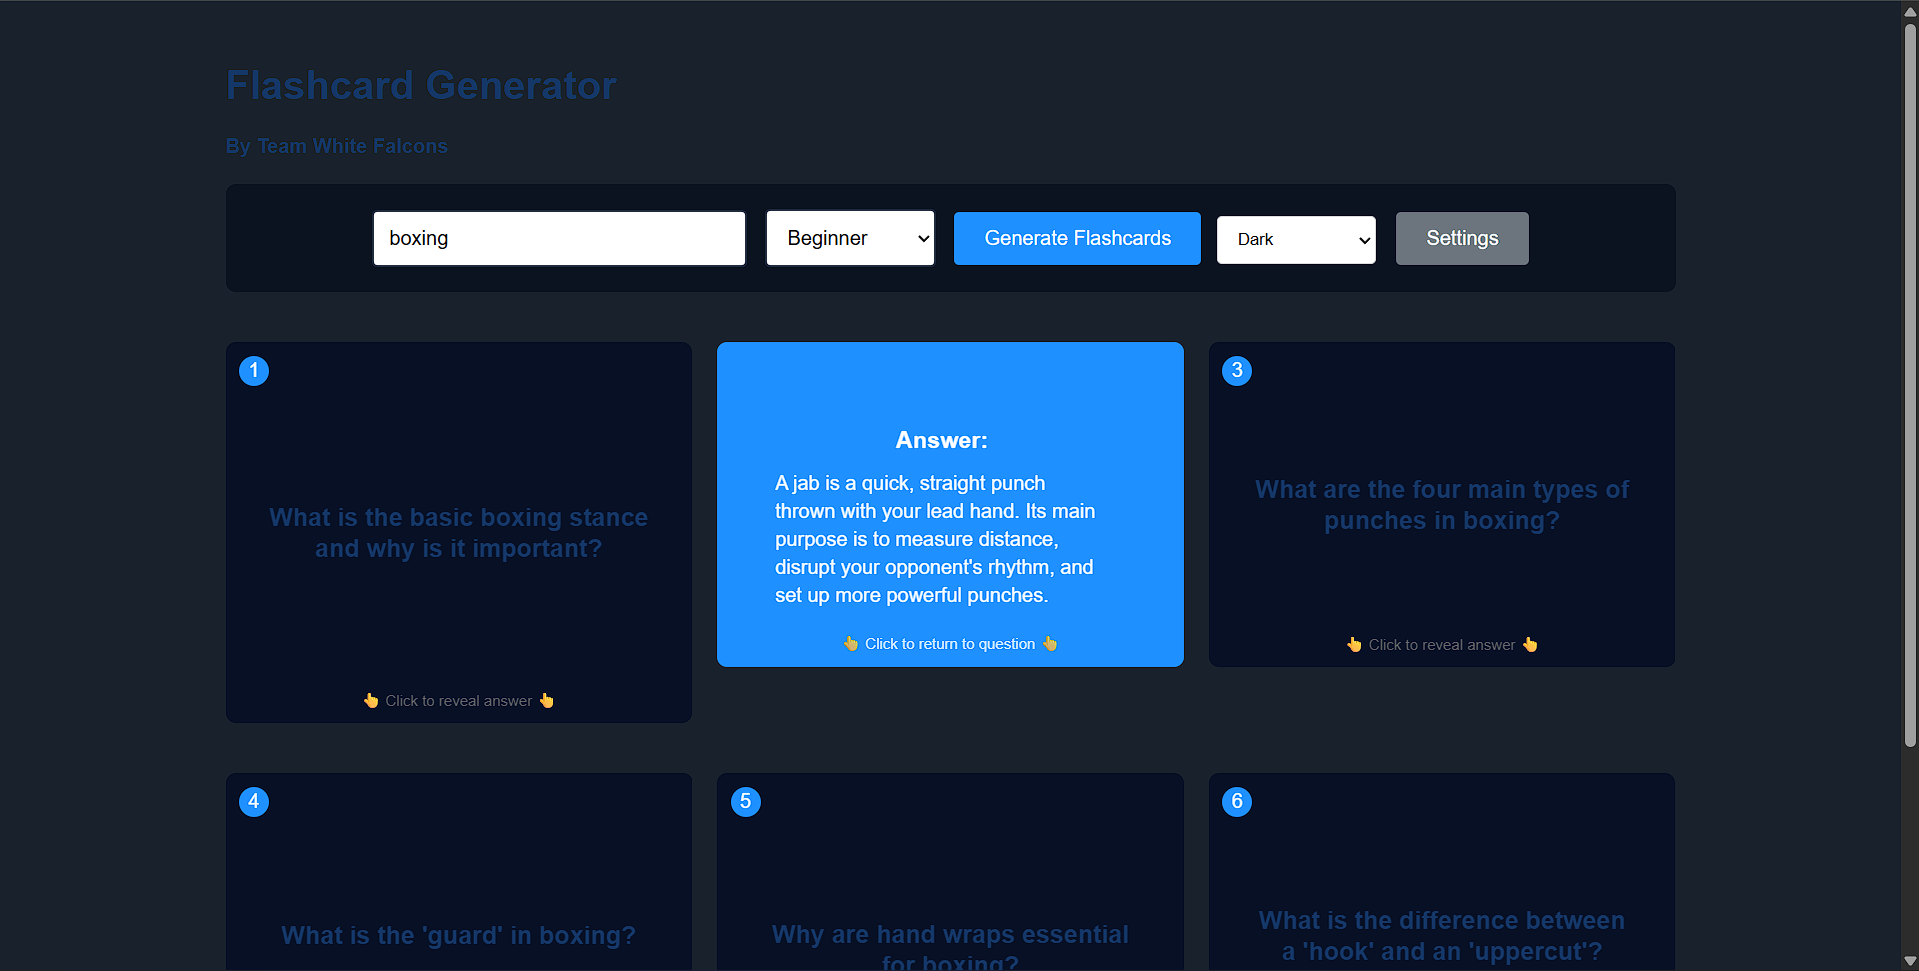 Flashcard Generator
By Team White Falcons
boxing
Beginner
Generate Flashcards
Dark
Settings
1
What is the basic boxing stance
and why is it important?
👆 Click to reveal answer 👆
Answer:
A jab is a quick, straight punch
thrown with your lead hand. Its main
purpose is to measure distance,
disrupt your opponent's rhythm, and
set up more powerful punches.
👆 Click to return to question 👆
3
What are the four main types of
punches in boxing?
👆 Click to reveal answer 👆
4
What is the 'guard' in boxing?
5
Why are hand wraps essential
for boxing?
6
What is the difference between
a 'hook' and an 'uppercut'?